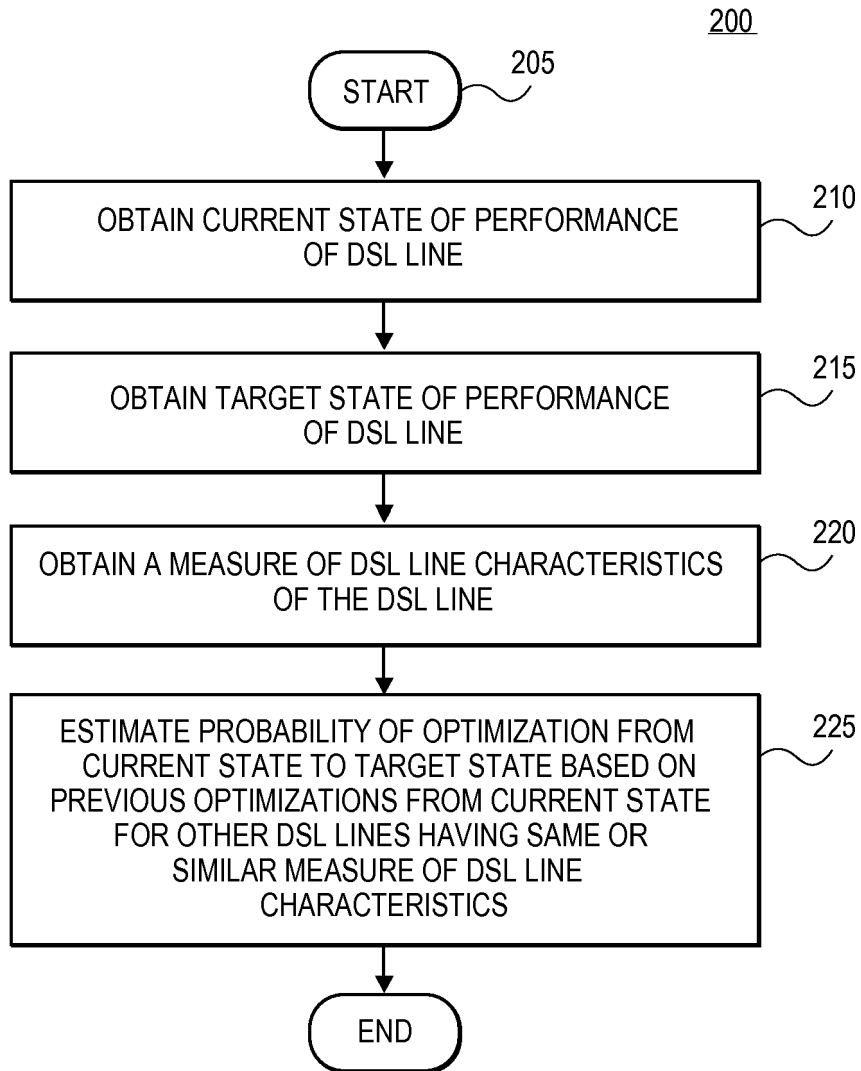 200
START
205
OBTAIN CURRENT STATE OF PERFORMANCE
OF DSL LINE
210
OBTAIN TARGET STATE OF PERFORMANCE
OF DSL LINE
215
OBTAIN A MEASURE OF DSL LINE CHARACTERISTICS
OF THE DSL LINE
220
ESTIMATE PROBABILITY OF OPTIMIZATION FROM
CURRENT STATE TO TARGET STATE BASED ON
PREVIOUS OPTIMIZATIONS FROM CURRENT STATE
FOR OTHER DSL LINES HAVING SAME OR
SIMILAR MEASURE OF DSL LINE
CHARACTERISTICS
225
END